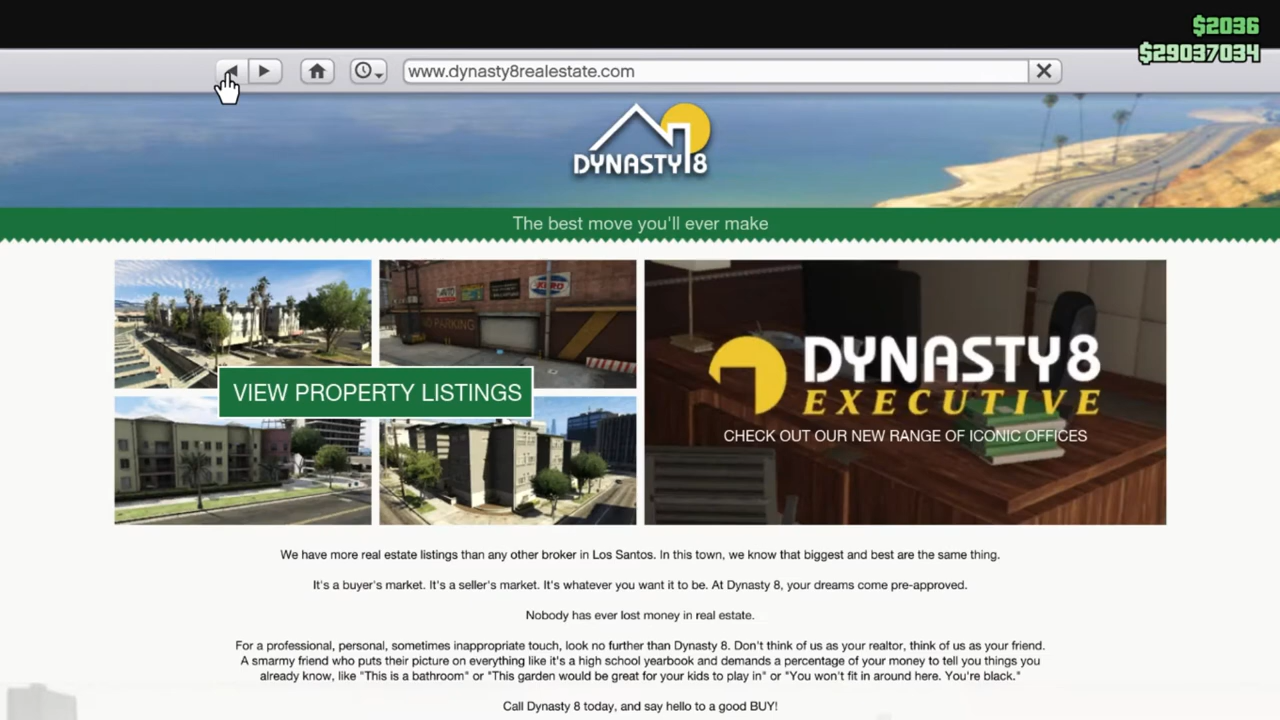 $2036
$29037034
www.dynasty8realestate.com
DYNASTY 8
The best move you'll ever make
NO PARKING
XERO
VIEW PROPERTY LISTINGS
DYNASTY 8
EXECUTIVE
CHECK OUT OUR NEW RANGE OF ICONIC OFFICES
We have more real estate listings than any other broker in Los Santos. In this town, we know that biggest and best are the same thing.
It's a buyer's market. It's a seller's market. It's whatever you want it to be. At Dynasty 8, your dreams come pre-approved.
Nobody has ever lost money in real estate.
For a professional, personal, sometimes inappropriate touch, look no further than Dynasty 8. Don't think of us as your realtor, think of us as your friend.
A smarmy friend who puts their picture on everything like it's a high school yearbook and demands a percentage of your money to tell you things you
already know, like "This is a bathroom" or "This garden would be great for your kids to play in" or "You won't fit in around here. You're black."
Call Dynasty 8 today, and say hello to a good BUY!